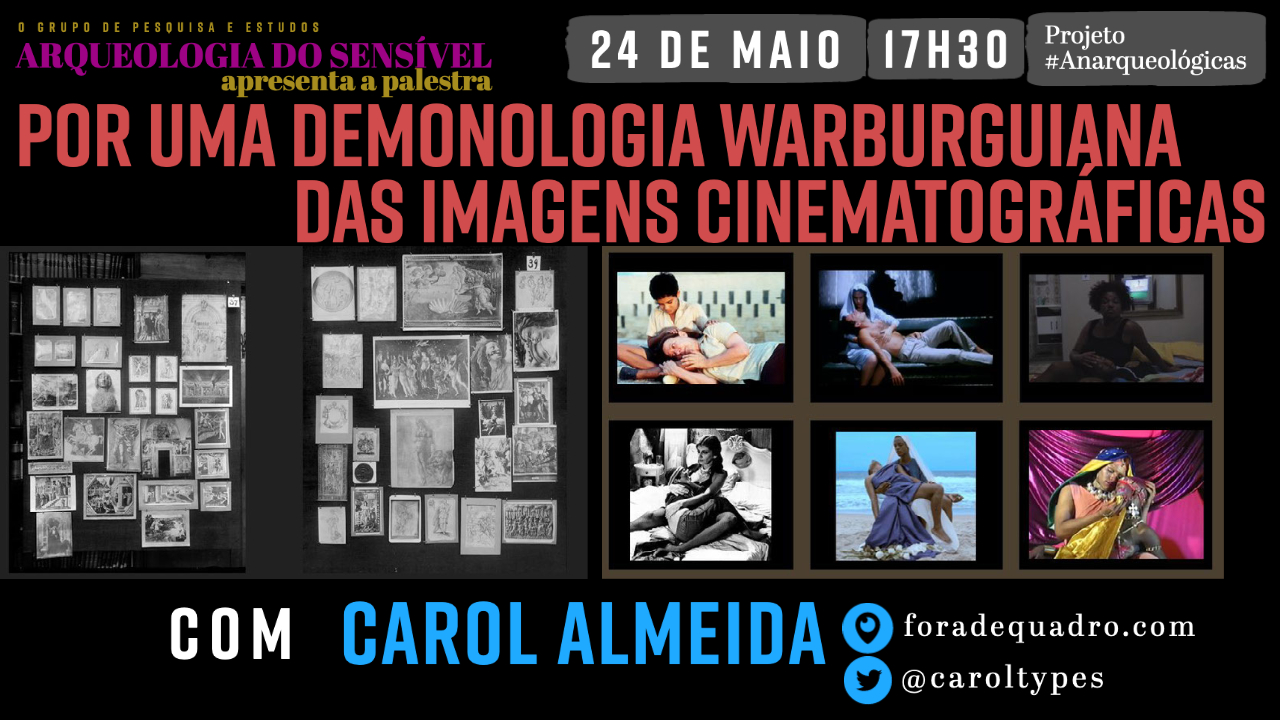 O GRUPO DE PESQUISA E ESTUDOS
ARQUEOLOGIA DO SENSÍVEL
apresenta a palestra
24 DE MAIO
17H30
Projeto
#Anarqueológicas
POR UMA DEMONOLOGIA WARBURGUIANA
DAS IMAGENS CINEMATOGRÁFICAS
39
COM CAROL ALMEIDA
foradequadro.com
@caroltypes